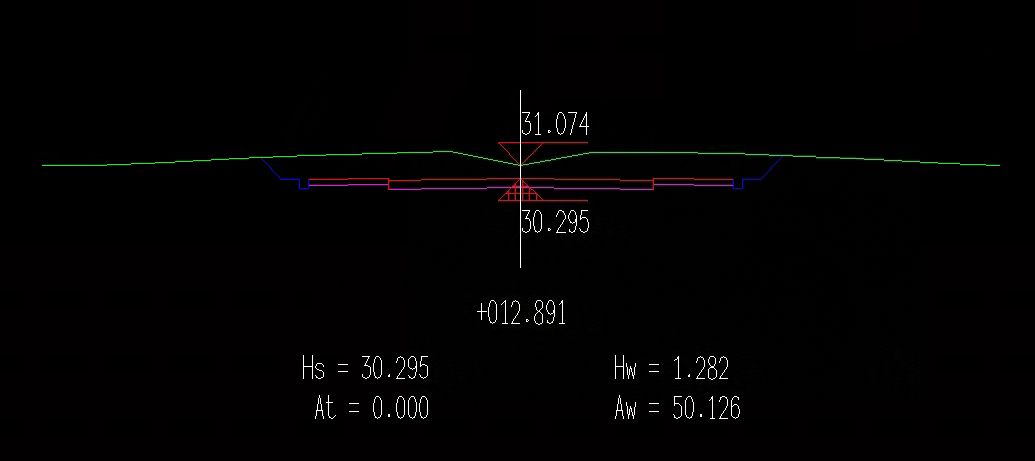 31.074
30.295
+012.891
Hs = 30.295
Hw = 1.282
At = 0.000
Aw = 50.126